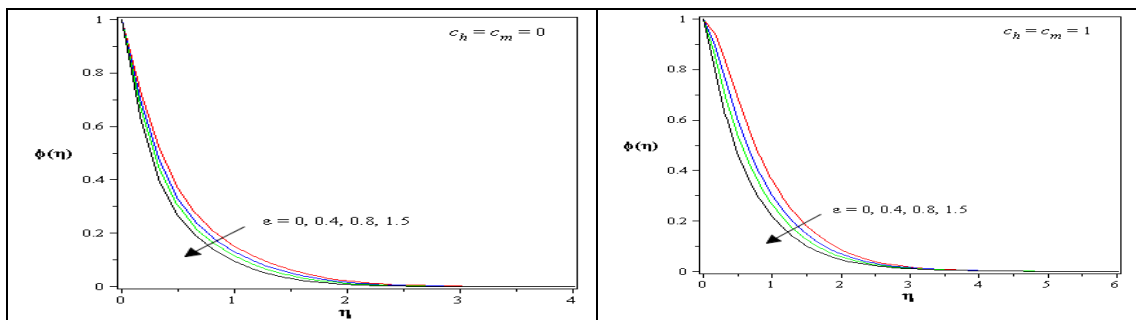 c_h = c_m = 0
1
0.8
0.6
ϕ(η)
0.4
0.2
0
ε = 0, 0.4, 0.8, 1.5
0 1 2 3 4
η
c_h = c_m = 1
1
0.8
0.6
ϕ(η)
0.4
0.2
0
ε = 0, 0.4, 0.8, 1.5
0 1 2 3 4 5 6
η